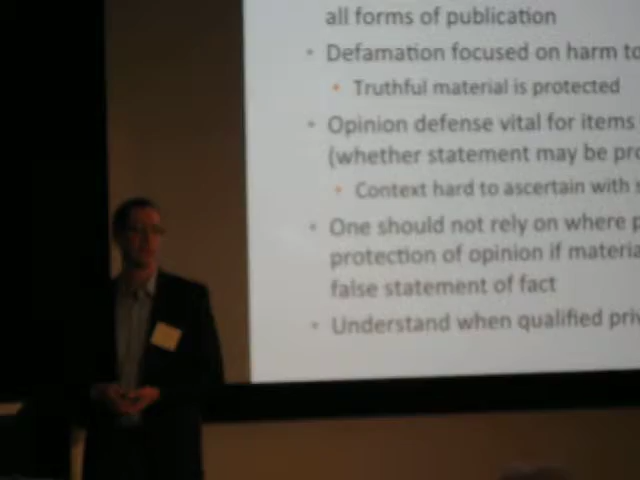 all forms of publication
• Defamation focused on harm to
• Truthful material is protected
• Opinion defense vital for items
(whether statement may be pro
• Context hard to ascertain with s
• One should not rely on where p
protection of opinion if materia
false statement of fact
• Understand when qualified priv